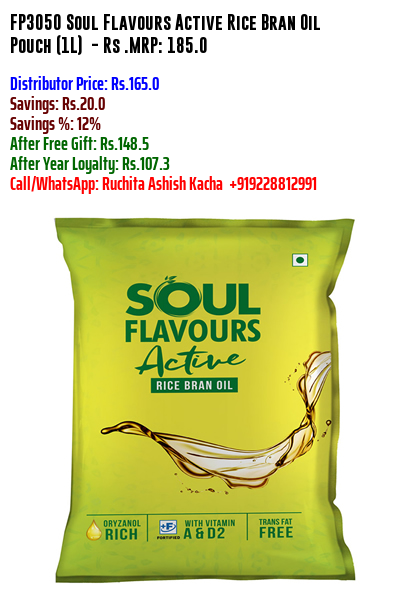 FP3050 Soul Flavours Active Rice Bran Oil
Pouch (1L) - Rs .MRP: 185.0
Distributor Price: Rs.165.0
Savings: Rs.20.0
Savings %: 12%
After Free Gift: Rs.148.5
After Year Loyalty: Rs.107.3
Call/WhatsApp: Ruchita Ashish Kacha +919228812991
SOUL
FLAVOURS
Active
RICE BRAN OIL
ORYZANOL
RICH
+F
FORTIFIED
WITH VITAMIN
A & D2
TRANS FAT
FREE